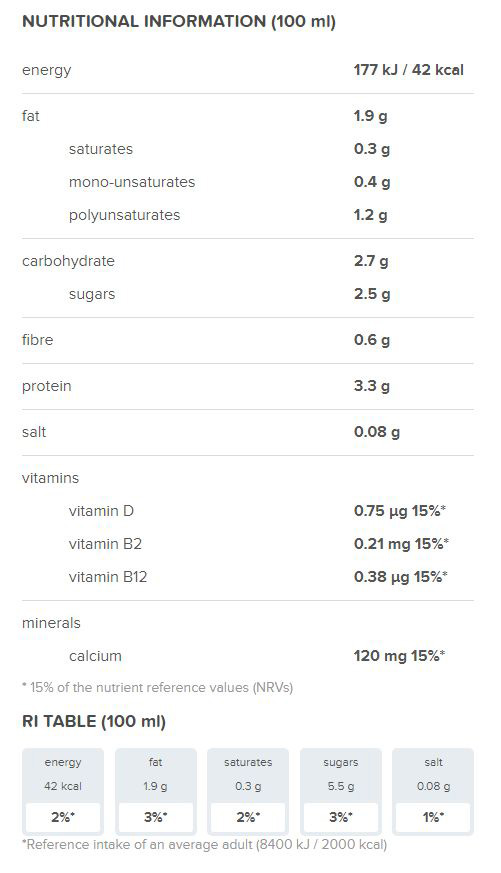 NUTRITIONAL INFORMATION (100 ml)
energy 177 kJ / 42 kcal
fat 1.9 g
saturates 0.3 g
mono-unsaturates 0.4 g
polyunsaturates 1.2 g
carbohydrate 2.7 g
sugars 2.5 g
fibre 0.6 g
protein 3.3 g
salt 0.08 g
vitamins
vitamin D 0.75 µg 15%*
vitamin B2 0.21 mg 15%*
vitamin B12 0.38 µg 15%*
minerals
calcium 120 mg 15%*
* 15% of the nutrient reference values (NRVs)
RI TABLE (100 ml)
energy fat saturates sugars salt
42 kcal 1.9 g 0.3 g 5.5 g 0.08 g
2%* 3%* 2%* 3%* 1%*
*Reference intake of an average adult (8400 kJ / 2000 kcal)